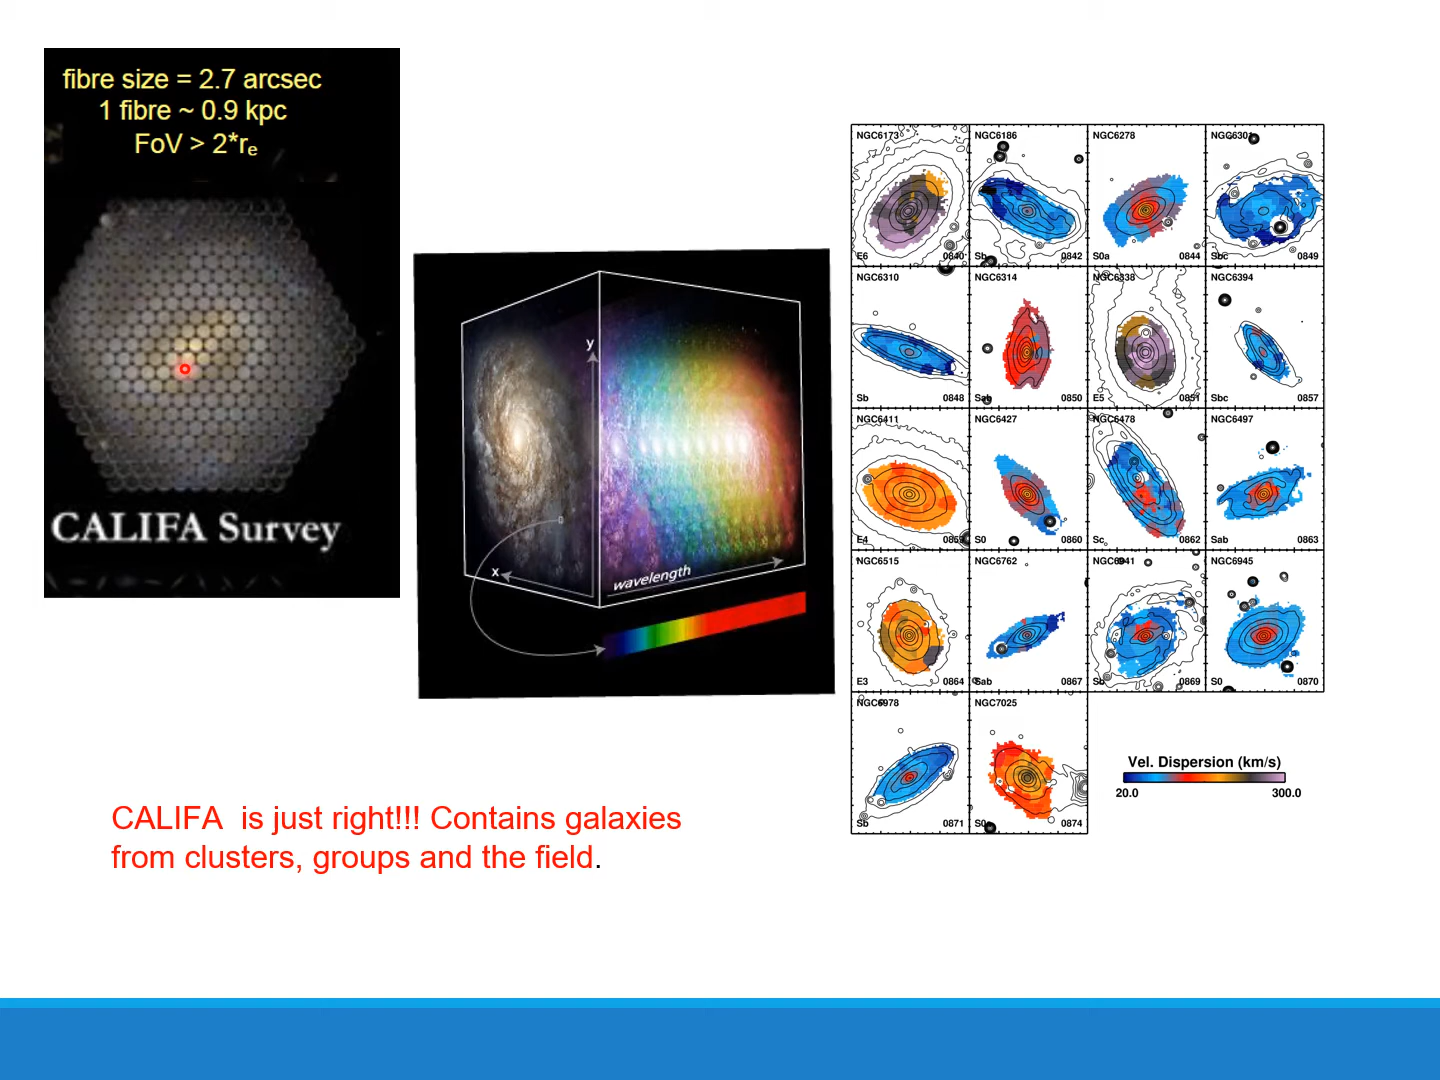 fibre size = 2.7 arcsec
1 fibre ~ 0.9 kpc
FoV > 2*rₑ
CALIFA Survey
y
x
wavelength
NGC6173
E6
0840
NGC6186
Sb
0842
NGC6278
S0a
0844
NGC6301
Sbc
0849
NGC6310
Sb
0848
NGC6314
Sab
0850
NGC6338
E5
0851
NGC6394
Sbc
0857
NGC6411
E4
NGC6427
S0
0860
NGC6478
Sc
0862
NGC6497
Sab
0863
NGC6515
E3
0864
NGC6762
Sab
0867
NGC6941
Sb
0869
NGC6945
S0
0870
NGC6978
Sb
0871
NGC7025
0874
Vel. Dispersion (km/s)
20.0
300.0
CALIFA  is just right!!! Contains galaxies
from clusters, groups and the field.